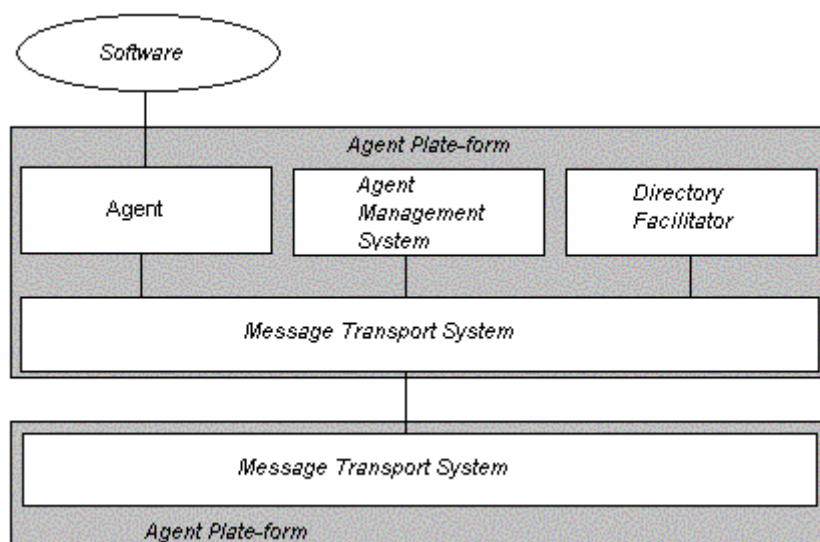 Software
Agent Plate-form
Agent
Agent
Management
System
Directory
Facilitator
Message Transport System
Message Transport System
Agent Plate-form